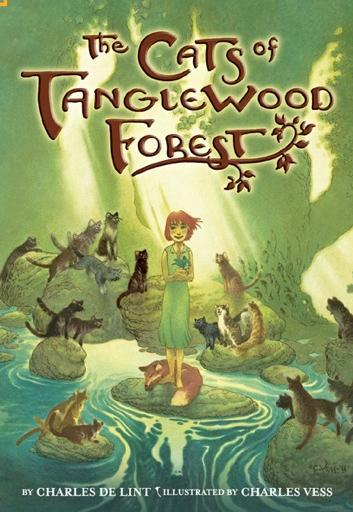 The Cats of
Tanglewood
Forest
BY CHARLES DE LINT ILLUSTRATED BY CHARLES VESS